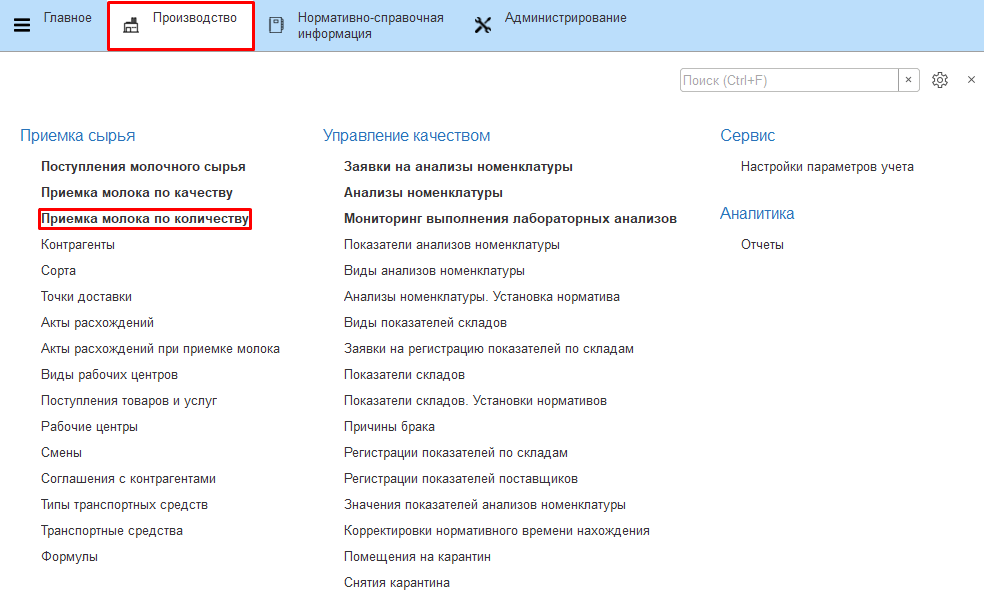 Главное
Производство
Нормативно-справочная
информация
Администрирование
Поиск (Ctrl+F)
Приемка сырья
Поступления молочного сырья
Приемка молока по качеству
Приемка молока по количеству
Контрагенты
Сорта
Точки доставки
Акты расхождений
Акты расхождений при приемке молока
Виды рабочих центров
Поступления товаров и услуг
Рабочие центры
Смены
Соглашения с контрагентами
Типы транспортных средств
Транспортные средства
Формулы
Управление качеством
Заявки на анализы номенклатуры
Анализы номенклатуры
Мониторинг выполнения лабораторных анализов
Показатели анализов номенклатуры
Виды анализов номенклатуры
Анализы номенклатуры. Установка норматива
Виды показателей складов
Заявки на регистрацию показателей по складам
Показатели складов
Показатели складов. Установки нормативов
Причины брака
Регистрации показателей по складам
Регистрации показателей поставщиков
Значения показателей анализов номенклатуры
Корректировки нормативного времени нахождения
Помещения на карантин
Снятия карантина
Сервис
Настройки параметров учета
Аналитика
Отчеты